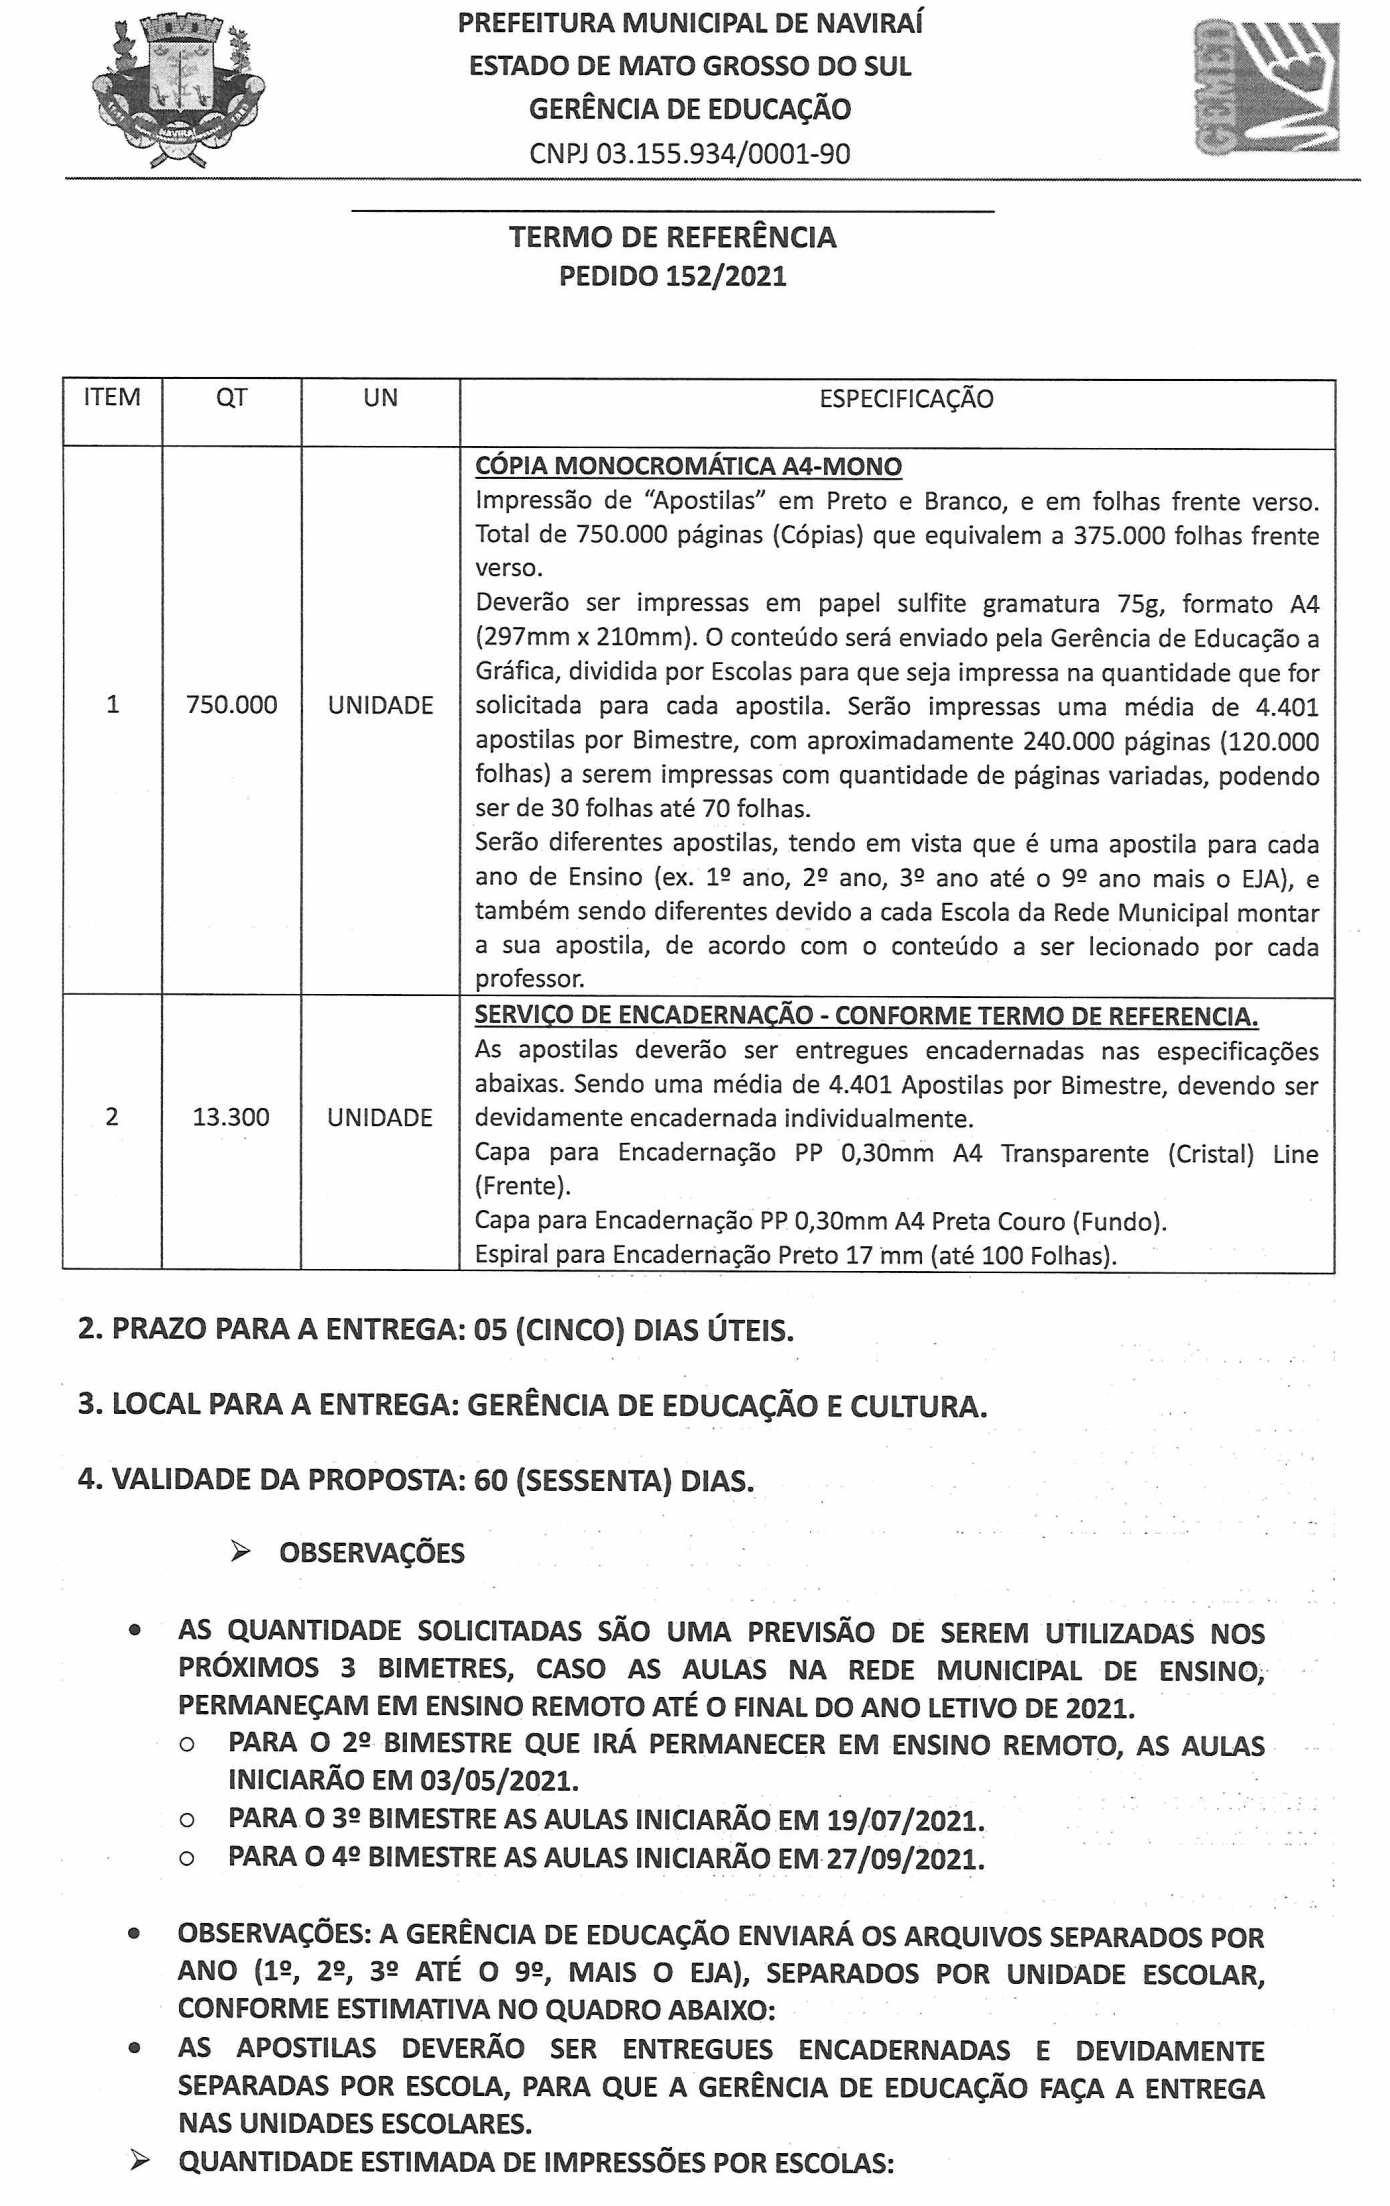 PREFEITURA MUNICIPAL DE NAVIRAÍ
ESTADO DE MATO GROSSO DO SUL
GERÊNCIA DE EDUCAÇÃO
CNPJ 03.155.934/0001-90
NAVIRAÍ
GEMED
TERMO DE REFERÊNCIA
PEDIDO 152/2021
ITEM QT UN ESPECIFICAÇÃO
CÓPIA MONOCROMÁTICA A4-MONO
Impressão de “Apostilas” em Preto e Branco, e em folhas frente verso.
Total de 750.000 páginas (Cópias) que equivalem a 375.000 folhas frente
verso.
Deverão ser impressas em papel sulfite gramatura 75g, formato A4
(297mm x 210mm). O conteúdo será enviado pela Gerência de Educação a
Gráfica, dividida por Escolas para que seja impressa na quantidade que for
1 750.000 UNIDADE solicitada para cada apostila. Serão impressas uma média de 4.401
apostilas por Bimestre, com aproximadamente 240.000 páginas (120.000
folhas) a serem impressas com quantidade de páginas variadas, podendo
ser de 30 folhas até 70 folhas.
Serão diferentes apostilas, tendo em vista que é uma apostila para cada
ano de Ensino (ex. 1º ano, 2º ano, 3º ano até o 9º ano mais o EJA), e
também sendo diferentes devido a cada Escola da Rede Municipal montar
a sua apostila, de acordo com o conteúdo a ser lecionado por cada
professor.
SERVIÇO DE ENCADERNAÇÃO - CONFORME TERMO DE REFERENCIA.
As apostilas deverão ser entregues encadernadas nas especificações
abaixas. Sendo uma média de 4.401 Apostilas por Bimestre, devendo ser
2 13.300 UNIDADE devidamente encadernada individualmente.
Capa para Encadernação PP 0,30mm A4 Transparente (Cristal) Line
(Frente).
Capa para Encadernação PP 0,30mm A4 Preta Couro (Fundo).
Espiral para Encadernação Preto 17 mm (até 100 Folhas).
2. PRAZO PARA A ENTREGA: 05 (CINCO) DIAS ÚTEIS.
3. LOCAL PARA A ENTREGA: GERÊNCIA DE EDUCAÇÃO E CULTURA.
4. VALIDADE DA PROPOSTA: 60 (SESSENTA) DIAS.
➢ OBSERVAÇÕES
• AS QUANTIDADE SOLICITADAS SÃO UMA PREVISÃO DE SEREM UTILIZADAS NOS
PRÓXIMOS 3 BIMETRES, CASO AS AULAS NA REDE MUNICIPAL DE ENSINO,
PERMANEÇAM EM ENSINO REMOTO ATÉ O FINAL DO ANO LETIVO DE 2021.
o PARA O 2º BIMESTRE QUE IRÁ PERMANECER EM ENSINO REMOTO, AS AULAS
INICIARÃO EM 03/05/2021.
o PARA O 3º BIMESTRE AS AULAS INICIARÃO EM 19/07/2021.
o PARA O 4º BIMESTRE AS AULAS INICIARÃO EM 27/09/2021.
• OBSERVAÇÕES: A GERÊNCIA DE EDUCAÇÃO ENVIARÁ OS ARQUIVOS SEPARADOS POR
ANO (1º, 2º, 3º ATÉ O 9º, MAIS O EJA), SEPARADOS POR UNIDADE ESCOLAR,
CONFORME ESTIMATIVA NO QUADRO ABAIXO:
• AS APOSTILAS DEVERÃO SER ENTREGUES ENCADERNADAS E DEVIDAMENTE
SEPARADAS POR ESCOLA, PARA QUE A GERÊNCIA DE EDUCAÇÃO FAÇA A ENTREGA
NAS UNIDADES ESCOLARES.
➢ QUANTIDADE ESTIMADA DE IMPRESSÕES POR ESCOLAS: